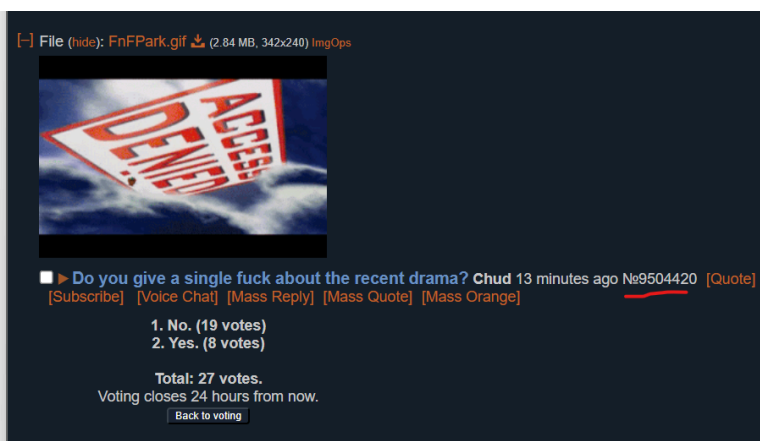 [–] File (hide): FnFPark.gif (2.84 MB, 342x240) ImgOps
ACCESS
DENIED
Do you give a single fuck about the recent drama? Chud 13 minutes ago №9504420 [Quote]
[Subscribe] [Voice Chat] [Mass Reply] [Mass Quote] [Mass Orange]
1. No. (19 votes)
2. Yes. (8 votes)
Total: 27 votes.
Voting closes 24 hours from now.
Back to voting